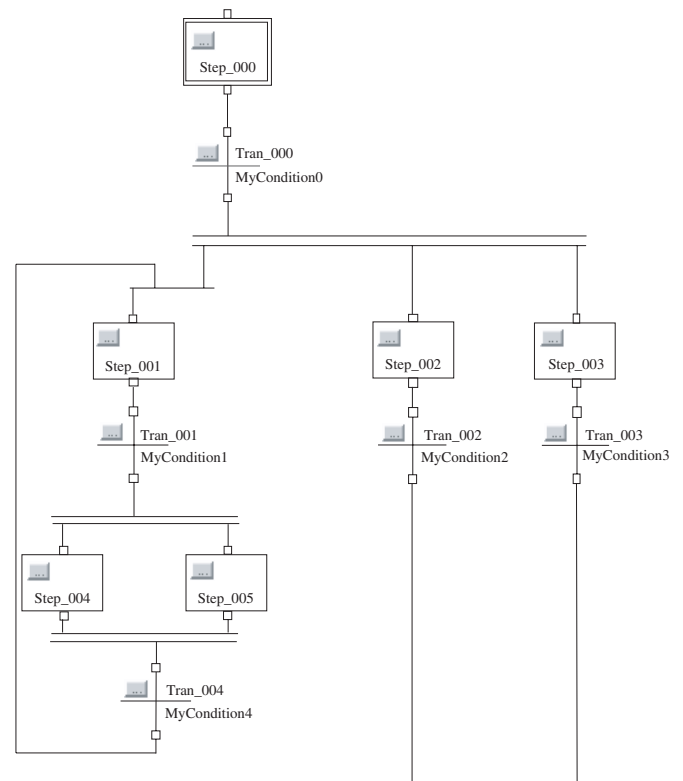 Step_000
Tran_000
MyCondition0
Step_001
Step_002
Step_003
Tran_001
MyCondition1
Tran_002
MyCondition2
Tran_003
MyCondition3
Step_004
Step_005
Tran_004
MyCondition4